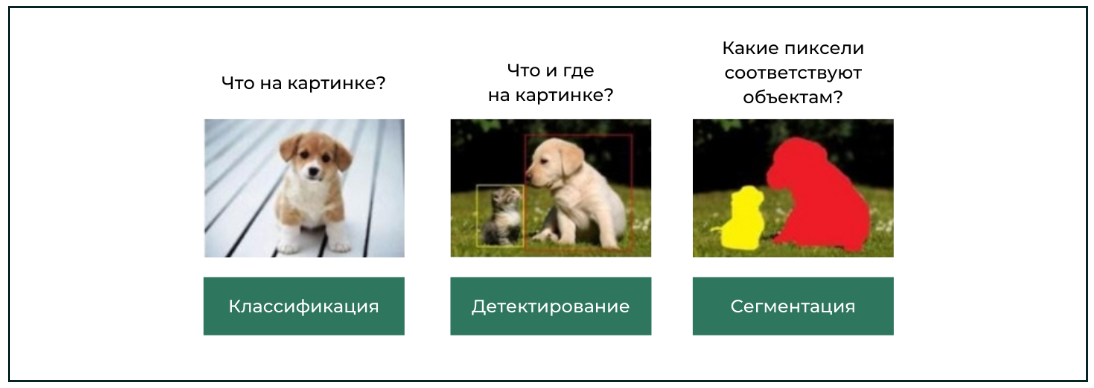 Что на картинке?
Что и где
на картинке?
Какие пиксели
соответствуют
объектам?
Классификация
Детектирование
Сегментация